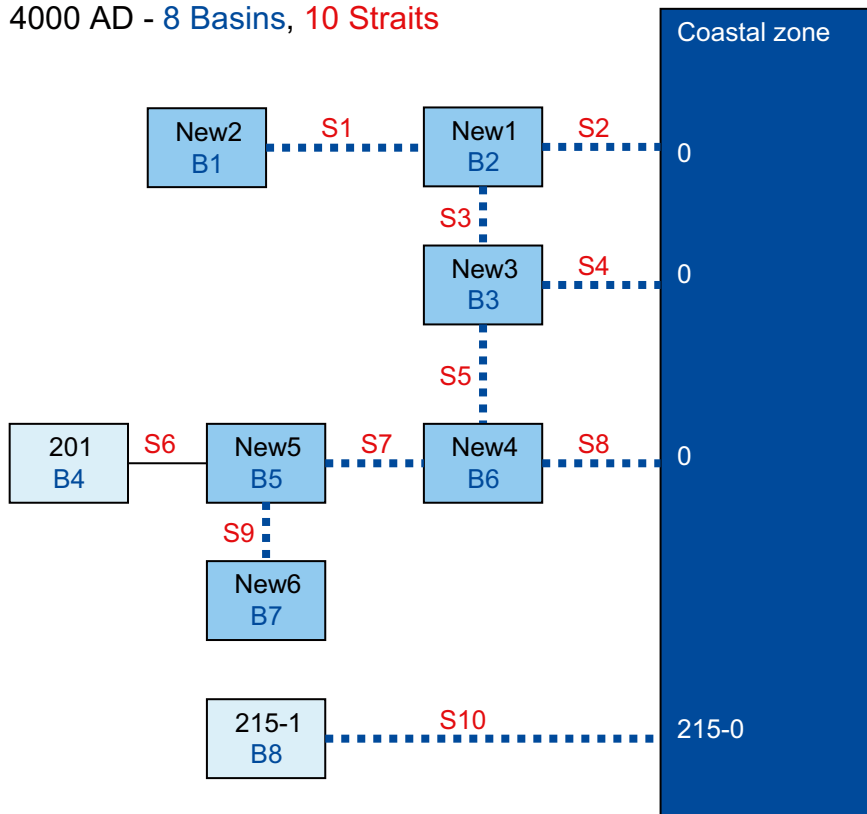 4000 AD - 8 Basins, 10 Straits
Coastal zone
New2
B1
S1
New1
B2
S2
0
S3
New3
B3
S4
0
S5
201
B4
S6
New5
B5
S7
New4
B6
S8
0
S9
New6
B7
215-1
B8
S10
215-0